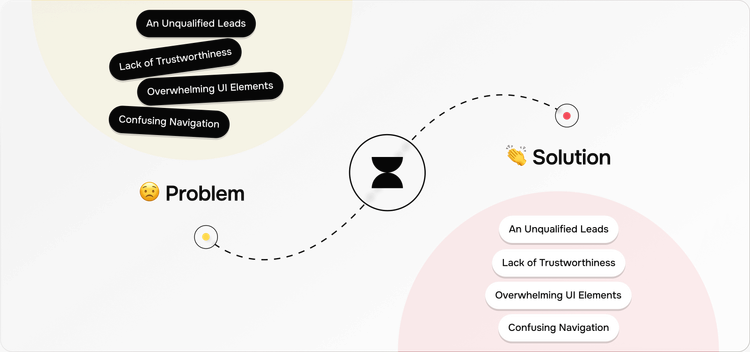 An Unqualified Leads
Lack of Trustworthiness
Overwhelming UI Elements
Confusing Navigation
Problem
Solution
An Unqualified Leads
Lack of Trustworthiness
Overwhelming UI Elements
Confusing Navigation